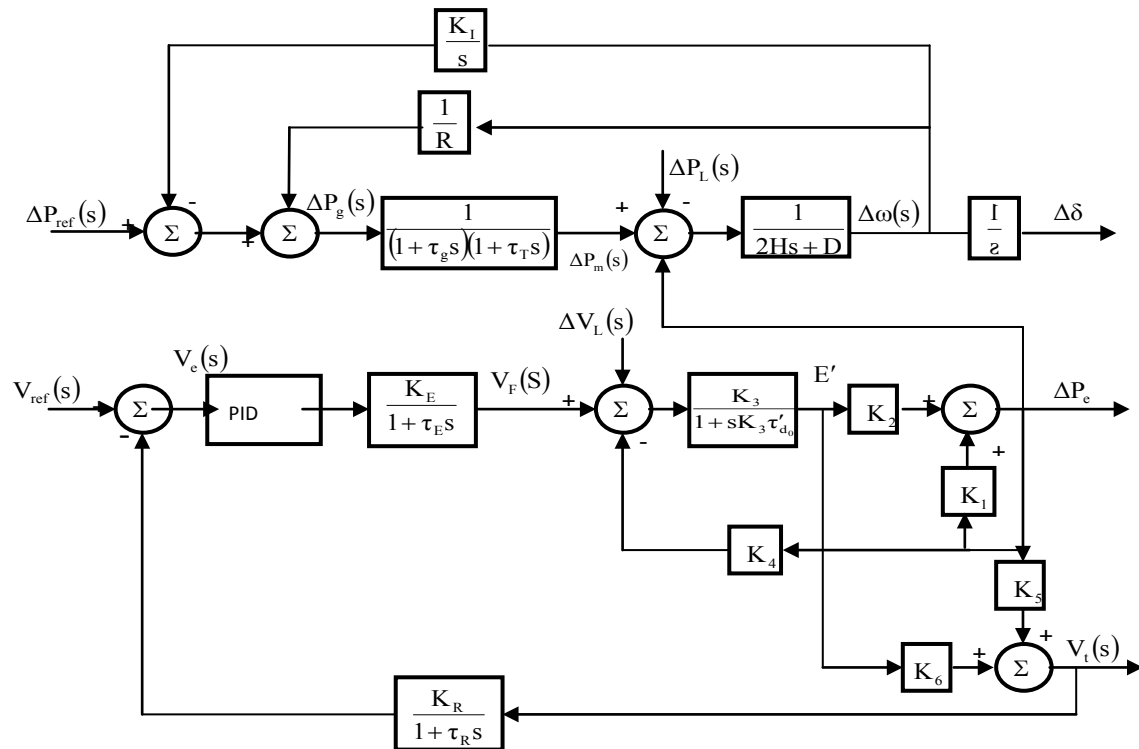 K_I
s
1
R
ΔP_L(s)
ΔP_ref(s)
+
-
Σ
+
Σ
ΔP_g(s)
1
(1 + τ_g s)(1 + τ_T s)
ΔP_m(s)
+
-
Σ
1
2Hs + D
Δω(s)
1
s
Δδ
ΔV_L(s)
V_ref(s)
-
-
Σ
V_e(s)
PID
K_E
1 + τ_E s
V_F(S)
+
-
Σ
K_3
1 + sK_3 τ'_d0
E'
K_2
+
Σ
+
ΔP_e
K_1
K_4
K_5
K_6
+
+
Σ
V_t(s)
K_R
1 + τ_R s